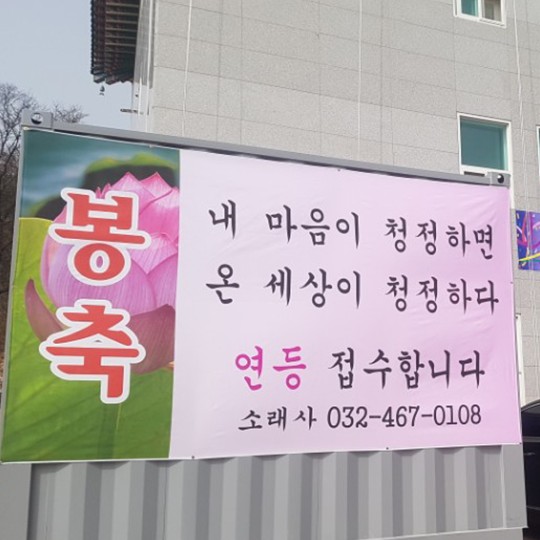 봉축
내 마음이 청정하면
온 세상이 청정하다
연등 접수합니다
소래사 032-467-0108